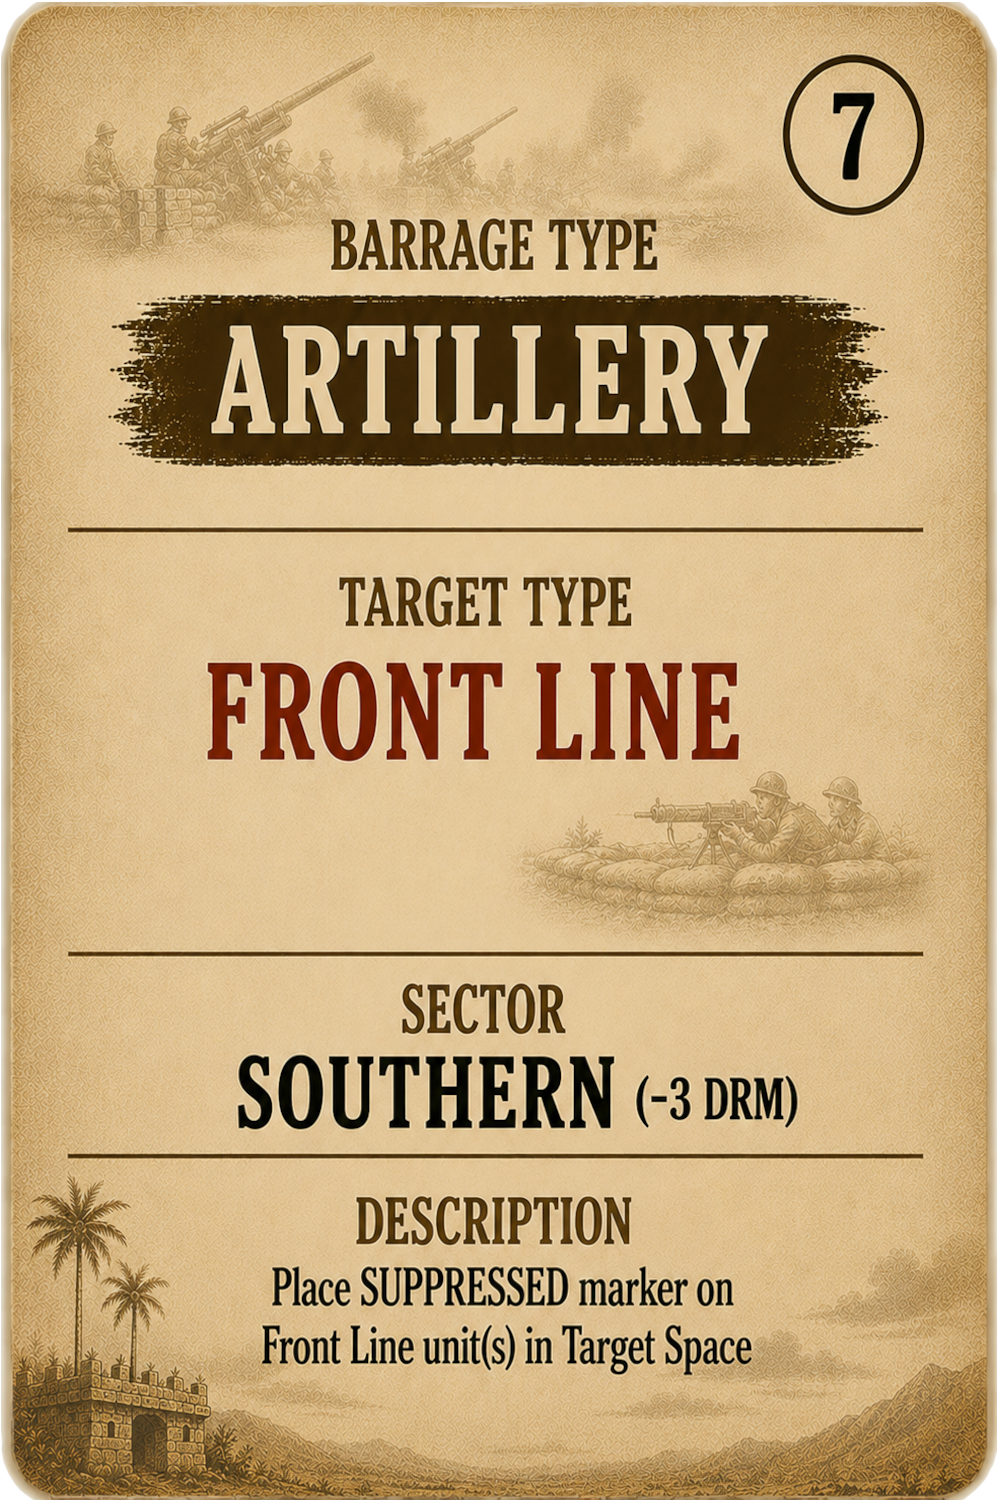 7
BARRAGE TYPE
ARTILLERY
TARGET TYPE
FRONT LINE
SECTOR
SOUTHERN (-3 DRM)
DESCRIPTION
Place SUPPRESSED marker on
Front Line unit(s) in Target Space